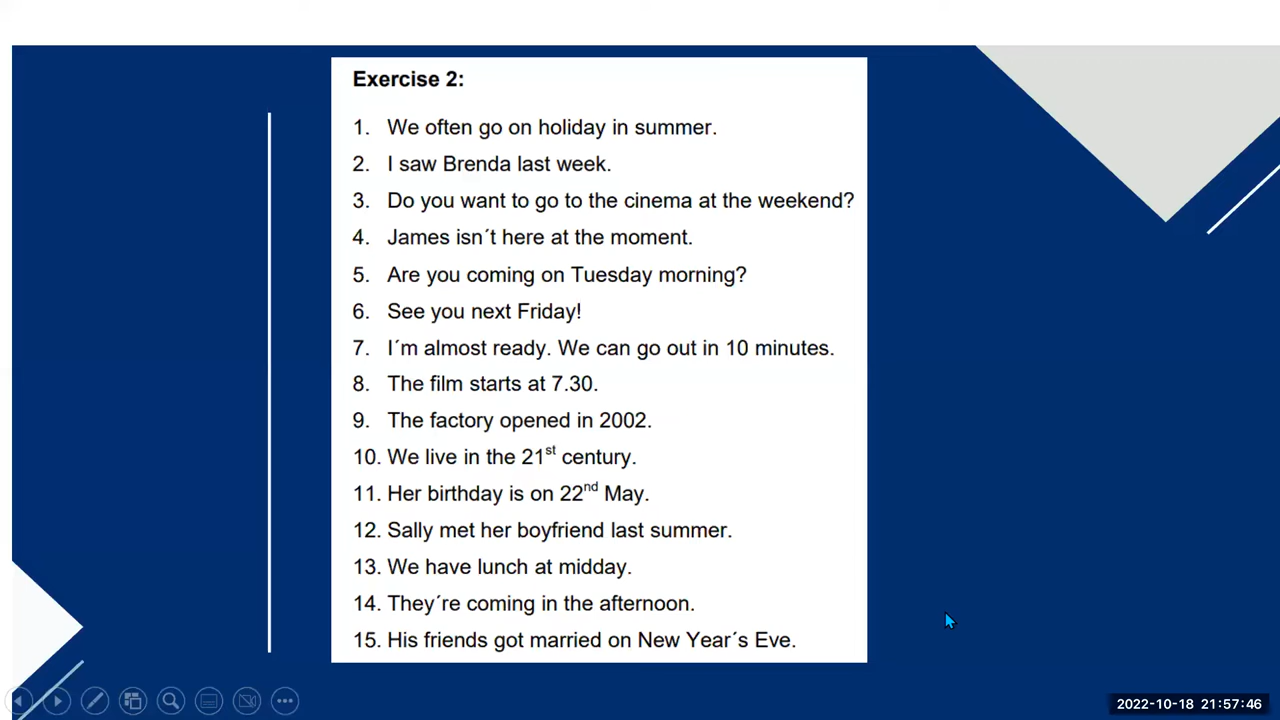 Exercise 2:
1. We often go on holiday in summer.
2. I saw Brenda last week.
3. Do you want to go to the cinema at the weekend?
4. James isn´t here at the moment.
5. Are you coming on Tuesday morning?
6. See you next Friday!
7. I´m almost ready. We can go out in 10 minutes.
8. The film starts at 7.30.
9. The factory opened in 2002.
10. We live in the 21st century.
11. Her birthday is on 22nd May.
12. Sally met her boyfriend last summer.
13. We have lunch at midday.
14. They´re coming in the afternoon.
15. His friends got married on New Year´s Eve.
2022-10-18 21:57:46